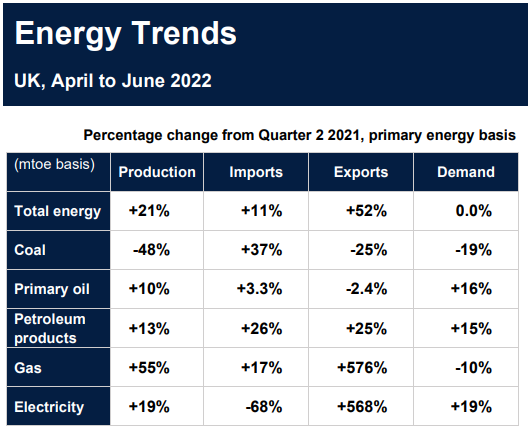 Energy Trends
UK, April to June 2022
Percentage change from Quarter 2 2021, primary energy basis
(mtoe basis) Production Imports Exports Demand
Total energy +21% +11% +52% 0.0%
Coal -48% +37% -25% -19%
Primary oil +10% +3.3% -2.4% +16%
Petroleum
products +13% +26% +25% +15%
Gas +55% +17% +576% -10%
Electricity +19% -68% +568% +19%